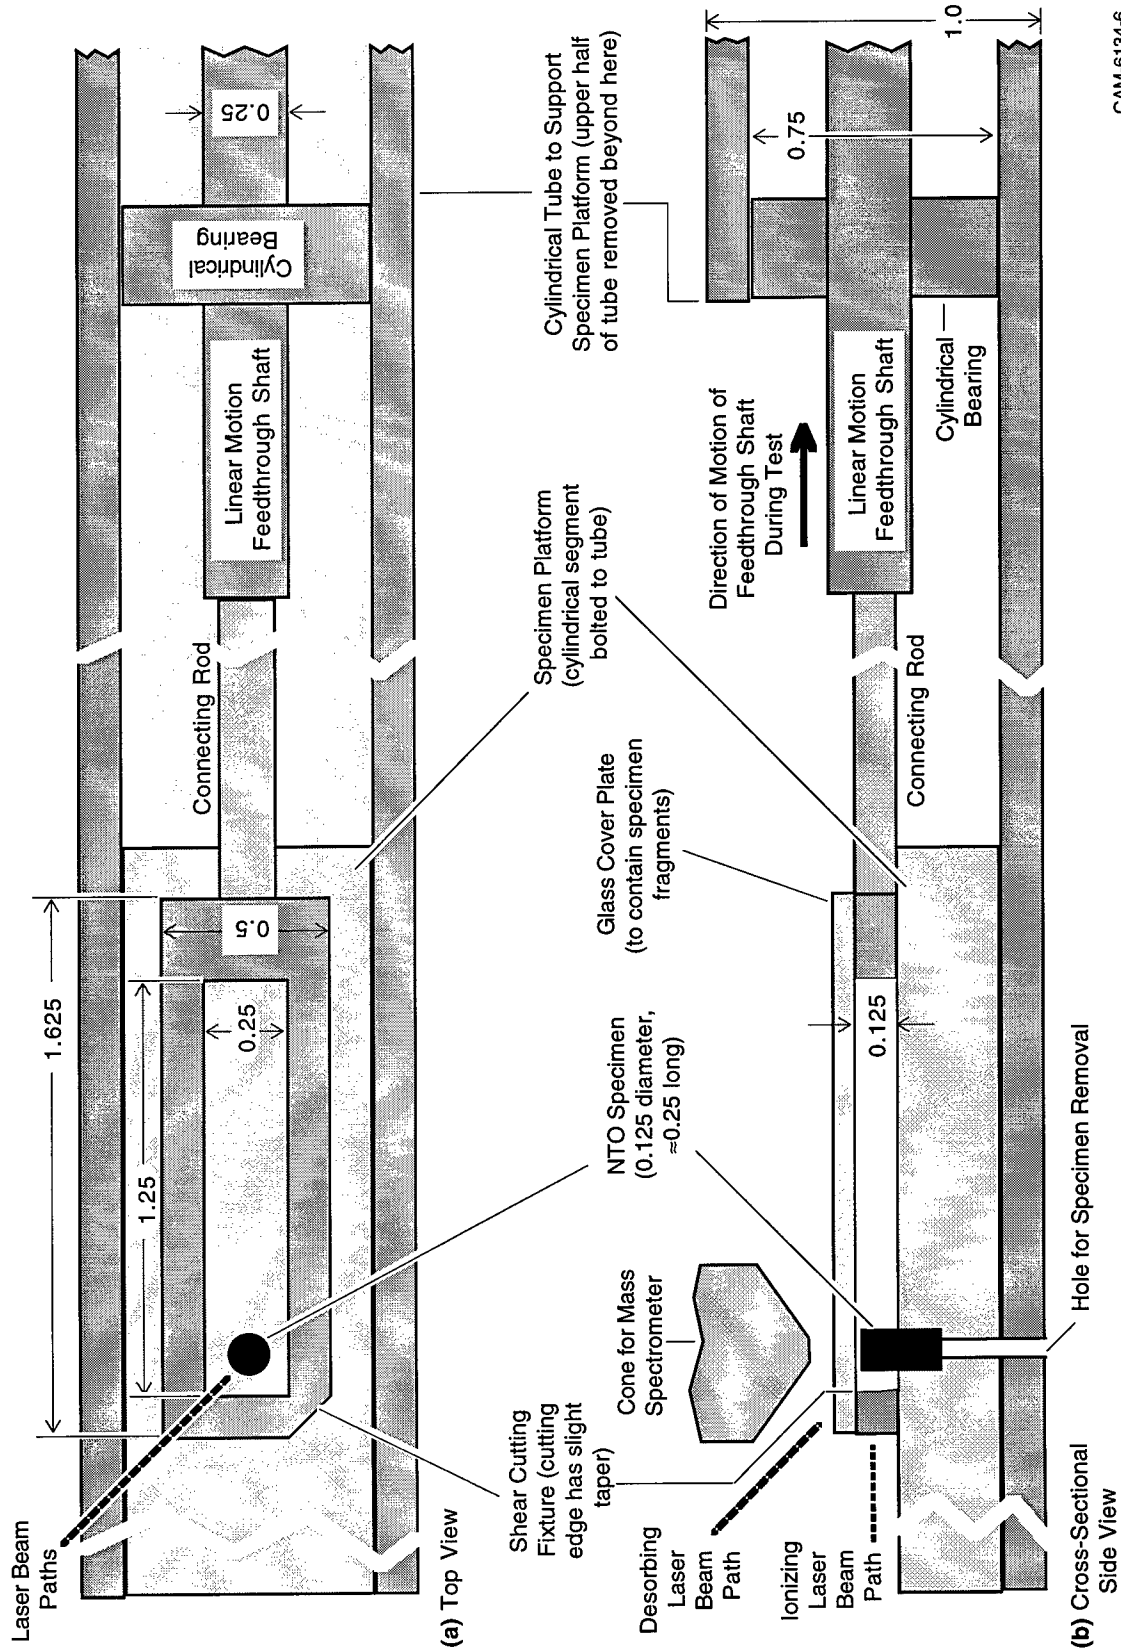 Laser Beam
Paths
1.625
1.25
0.25
0.5
Connecting Rod
Linear Motion
Feedthrough Shaft
Cylindrical
Bearing
0.25
(a) Top View
Shear Cutting
Fixture (cutting
edge has slight
taper)
NTO Specimen
(0.125 diameter,
≈0.25 long)
Specimen Platform
(cylindrical segment
bolted to tube)
Cylindrical Tube to Support
Specimen Platform (upper half
of tube removed beyond here)
Desorbing
Laser
Beam
Path
Ionizing
Laser
Beam
Path
Cone for Mass
Spectrometer
Glass Cover Plate
(to contain specimen
fragments)
0.125
Direction of Motion of
Feedthrough Shaft
During Test
Linear Motion
Feedthrough Shaft
Connecting Rod
Cylindrical
Bearing
0.75
1.0
Hole for Specimen Removal
(b) Cross-Sectional
Side View
CAM-6134-6